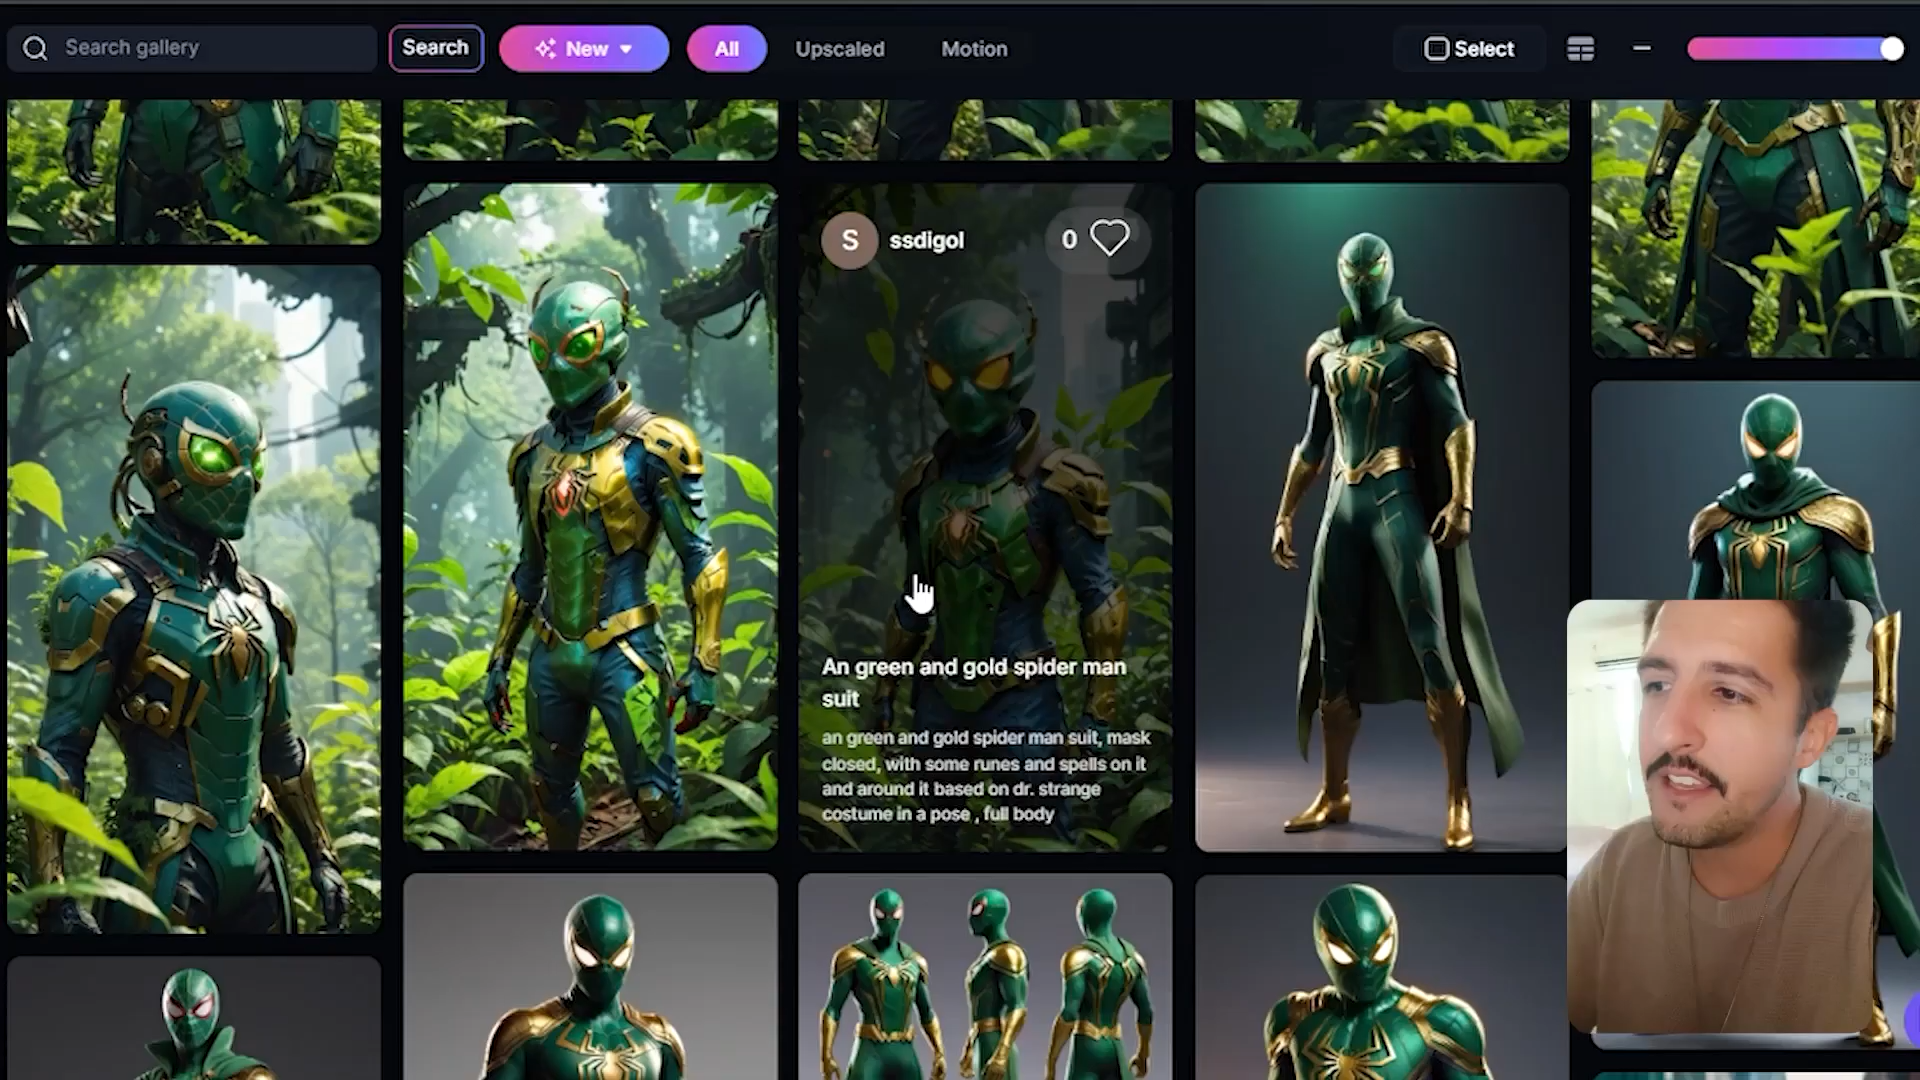 Search gallery
Search
New
All
Upscaled
Motion
Select
S
ssdigol
0
An green and gold spider man
suit
an green and gold spider man suit, mask
closed, with some runes and spells on it
and around it based on dr. strange
costume in a pose , full body